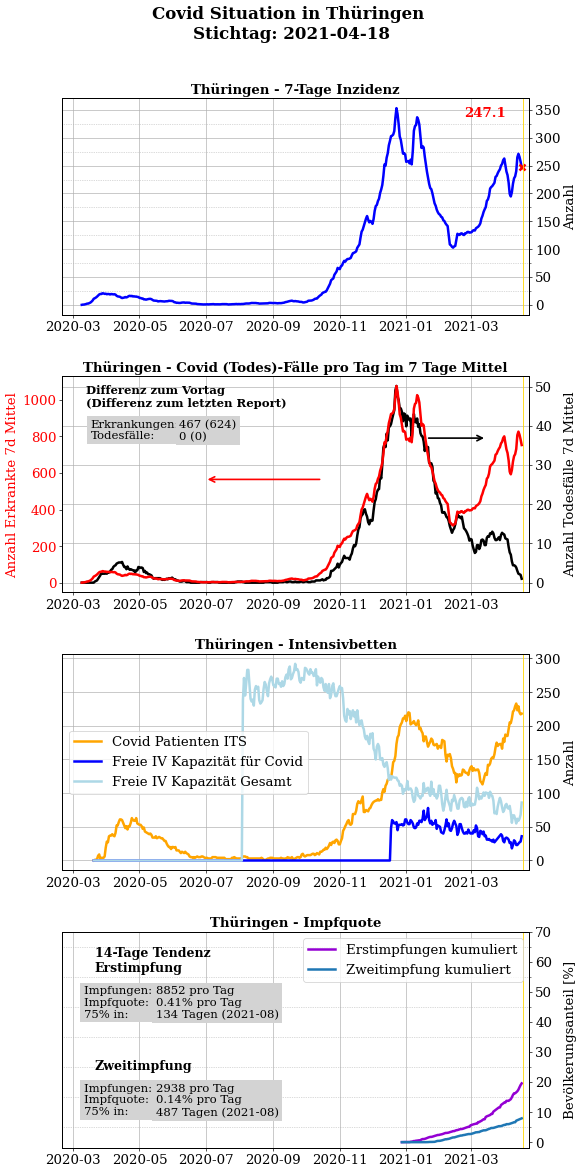 Covid Situation in Thüringen
Stichtag: 2021-04-18
Thüringen - 7-Tage Inzidenz
247.1
350
300
250
200
150
100
50
0
Anzahl
2020-03 2020-05 2020-07 2020-09 2020-11 2021-01 2021-03
Thüringen - Covid (Todes)-Fälle pro Tag im 7 Tage Mittel
Differenz zum Vortag
(Differenz zum letzten Report)
Erkrankungen 467 (624)
Todesfälle: 0 (0)
1000
800
600
400
200
0
Anzahl Erkrankte 7d Mittel
50
40
30
20
10
0
Anzahl Todesfälle 7d Mittel
2020-03 2020-05 2020-07 2020-09 2020-11 2021-01 2021-03
Thüringen - Intensivbetten
Covid Patienten ITS
Freie IV Kapazität für Covid
Freie IV Kapazität Gesamt
300
250
200
150
100
50
0
Anzahl
2020-03 2020-05 2020-07 2020-09 2020-11 2021-01 2021-03
Thüringen - Impfquote
14-Tage Tendenz
Erstimpfung
Impfungen: 8852 pro Tag
Impfquote: 0.41% pro Tag
75% in: 134 Tagen (2021-08)
Zweitimpfung
Impfungen: 2938 pro Tag
Impfquote: 0.14% pro Tag
75% in: 487 Tagen (2021-08)
Erstimpfungen kumuliert
Zweitimpfung kumuliert
70
60
50
40
30
20
10
0
Bevölkerungsanteil [%]
2020-03 2020-05 2020-07 2020-09 2020-11 2021-01 2021-03